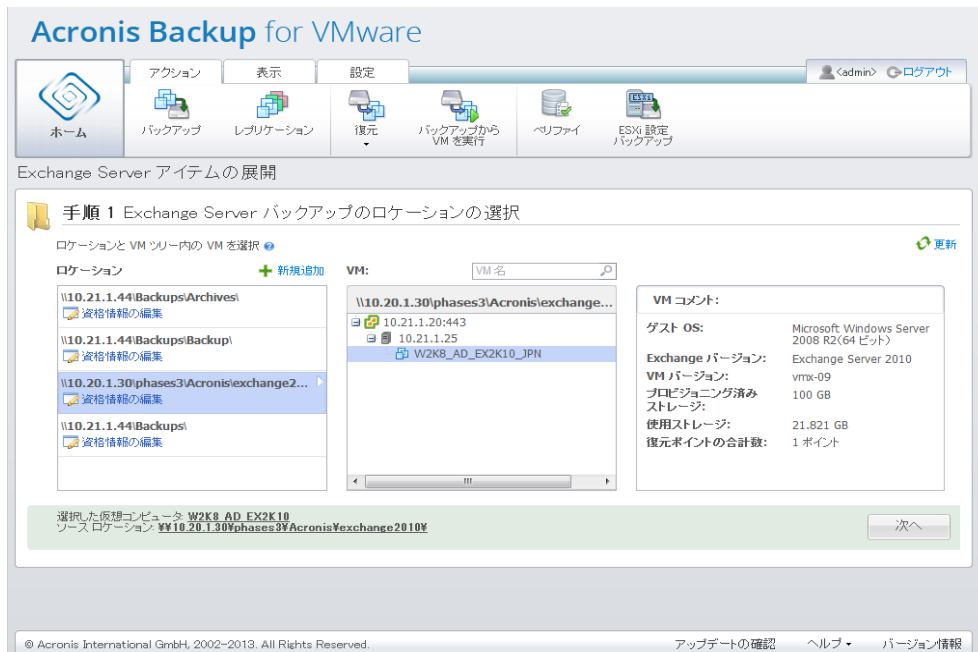 Acronis Backup for VMware
アクション
表示
設定
<admin>
ログアウト
ホーム
バックアップ
レプリケーション
復元
バックアップから
VM を実行
ベリファイ
ESXi 設定
バックアップ
Exchange Server アイテムの展開
手順 1 Exchange Server バックアップのロケーションの選択
ロケーションと VM ツリー内の VM を選択
更新
ロケーション
新規追加
VM:
VM 名
\\10.21.1.44\Backups\Archives\
資格情報の編集
\\10.21.1.44\Backups\Backup\
資格情報の編集
\\10.20.1.30\phases3\Acronis\exchange2...
資格情報の編集
\\10.21.1.44\Backups\
資格情報の編集
\\10.20.1.30\phases3\Acronis\exchange...
10.21.1.20:443
10.21.1.25
W2K8_AD_EX2K10_JPN
VM コメント:
ゲスト OS: Microsoft Windows Server
2008 R2(64 ビット)
Exchange バージョン: Exchange Server 2010
VM バージョン: vmx-09
プロビジョニング済み 100 GB
ストレージ:
使用ストレージ: 21.821 GB
復元ポイントの合計数: 1 ポイント
選択した仮想コンピュータ: W2K8_AD_EX2K10
ソース ロケーション: ¥¥10.20.1.30¥phases3¥Acronis¥exchange2010¥
次へ
© Acronis International GmbH, 2002-2013. All Rights Reserved.
アップデートの確認
ヘルプ
バージョン情報